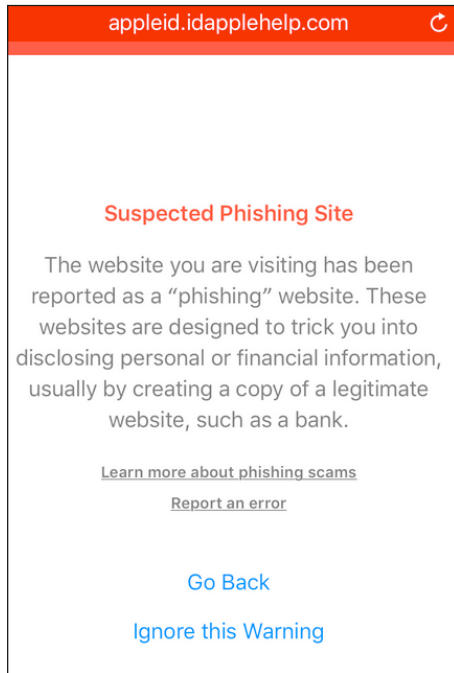 appleid.idapplehelp.com
Suspected Phishing Site
The website you are visiting has been
reported as a “phishing” website. These
websites are designed to trick you into
disclosing personal or financial information,
usually by creating a copy of a legitimate
website, such as a bank.
Learn more about phishing scams
Report an error
Go Back
Ignore this Warning